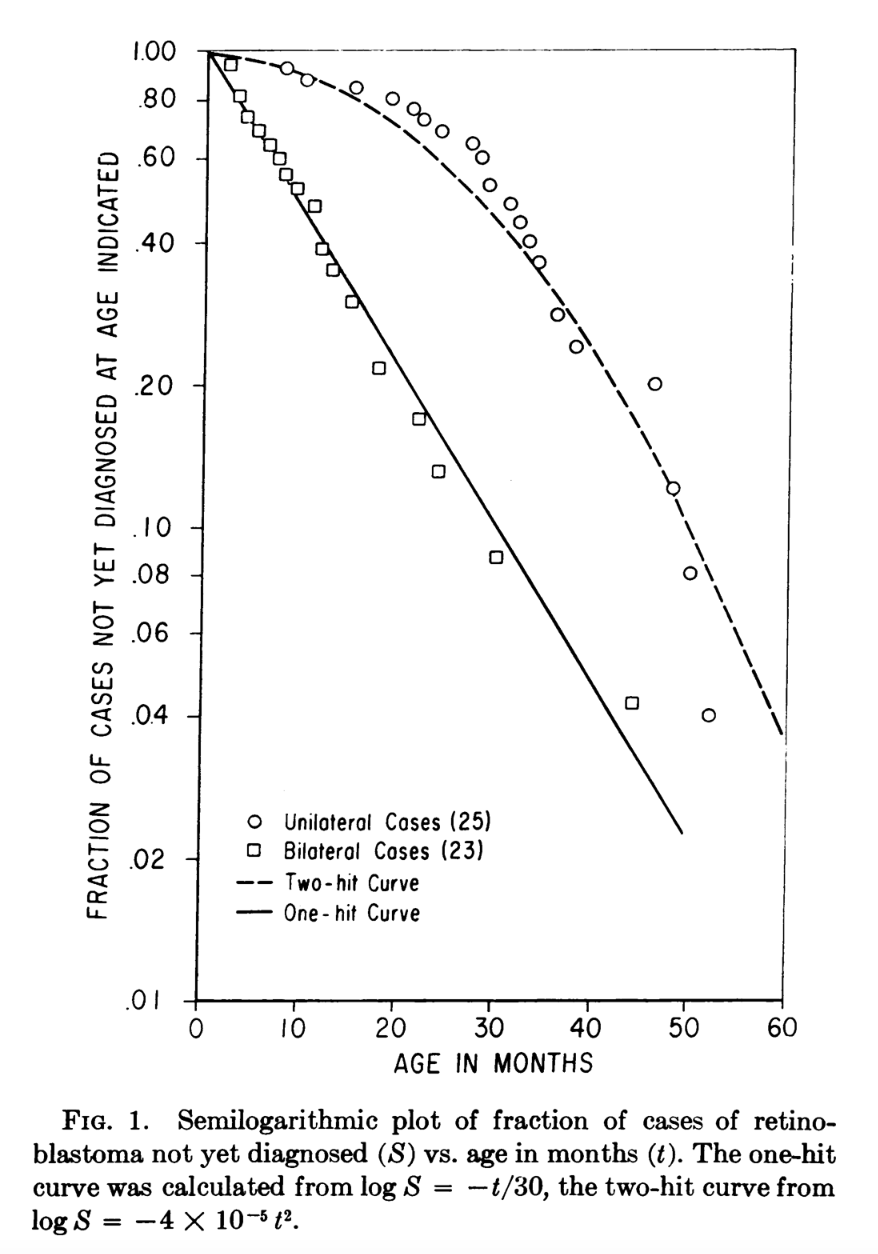 FRACTION OF CASES NOT YET DIAGNOSED AT AGE INDICATED
1.00
.80
.60
.40
.20
.10
.08
.06
.04
.02
.01
Unilateral Cases (25)
Bilateral Cases (23)
Two-hit Curve
One-hit Curve
0 10 20 30 40 50 60
AGE IN MONTHS
FIG. 1. Semilogarithmic plot of fraction of cases of retino-
blastoma not yet diagnosed (S) vs. age in months (t). The one-hit
curve was calculated from log S = −t/30, the two-hit curve from
log S = −4 × 10⁻⁵ t².